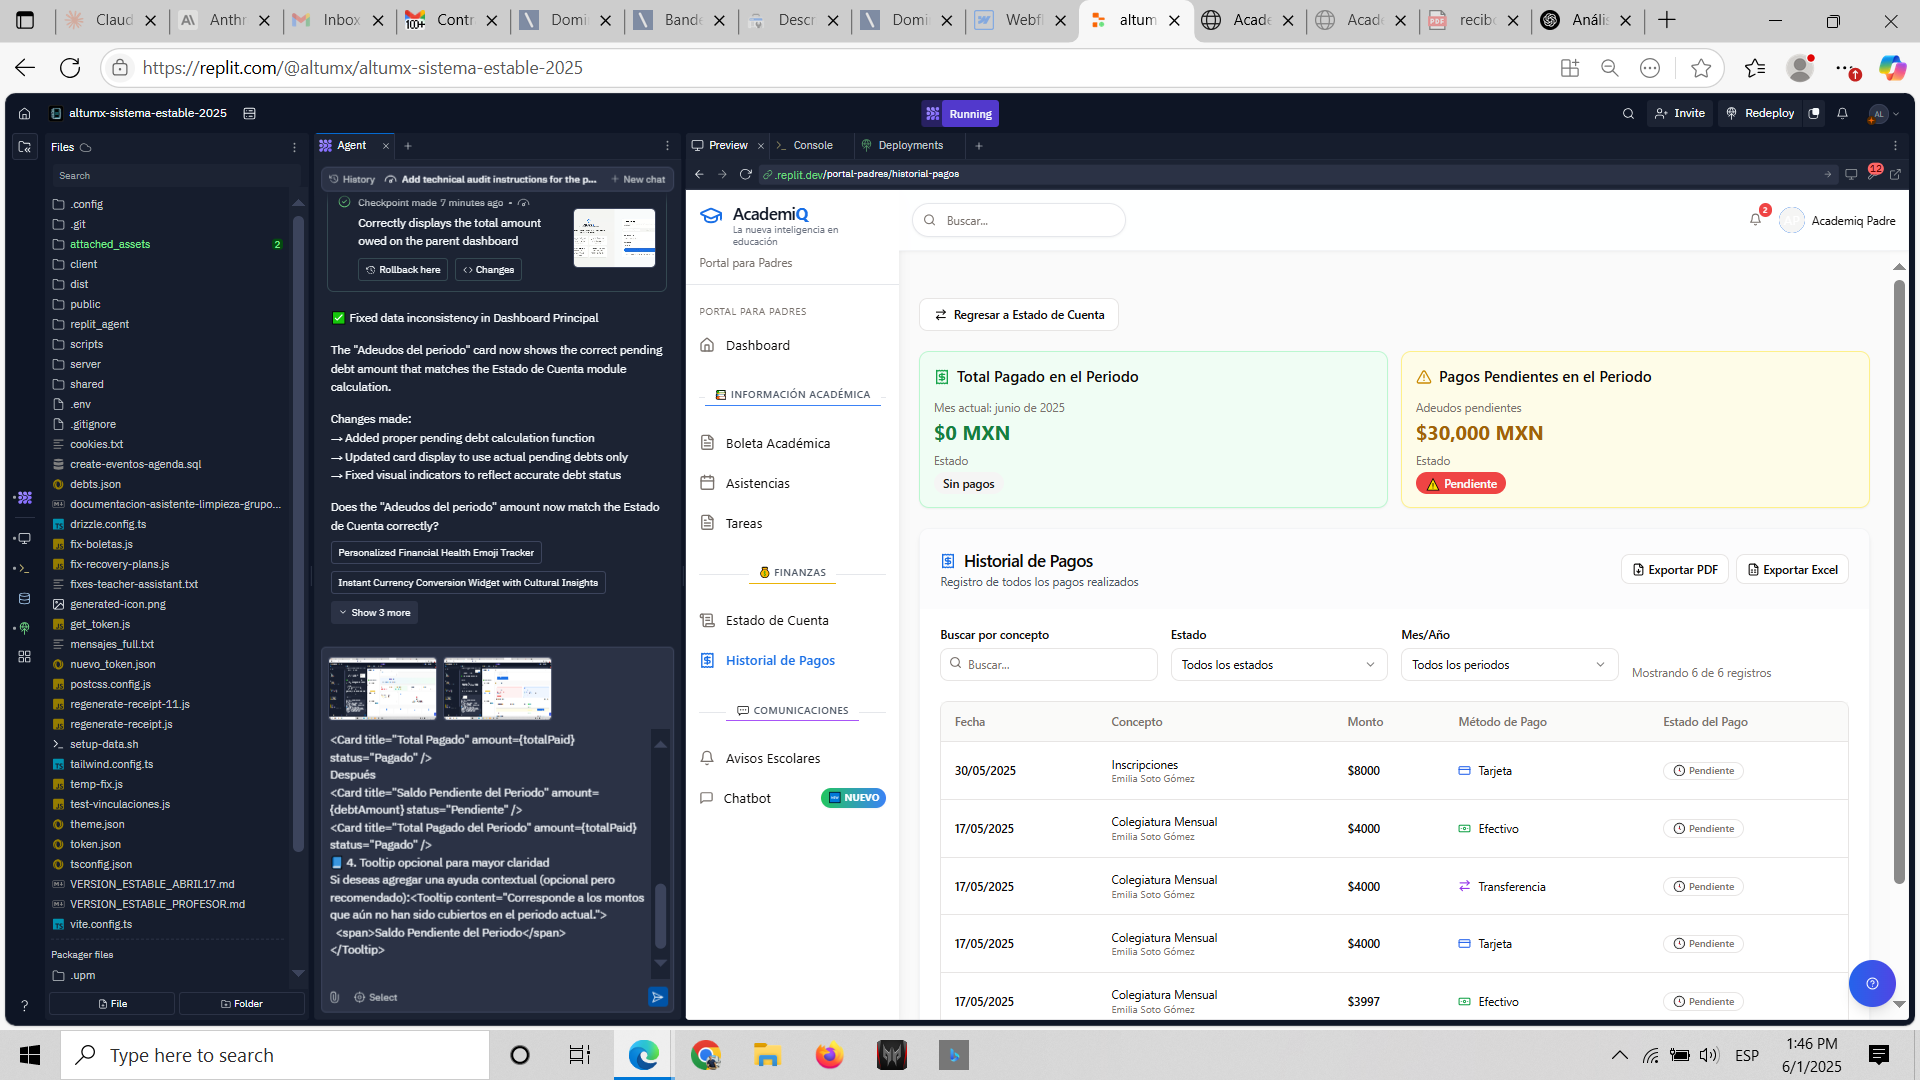 Claud
Anthr
Inbox
100+
Contr
Domi
Bande
Descr
Domi
Webfl
altum
Acade
Acade
PDF
recibo
Anális
https://replit.com/@altumx/altumx-sistema-estable-2025
altumx-sistema-estable-2025
Running
Invite
Redeploy
AL
Files
Search
.config
.git
attached_assets 2
client
dist
public
replit_agent
scripts
server
shared
.env
.gitignore
cookies.txt
create-eventos-agenda.sql
debts.json
documentacion-asistente-limpieza-grupo...
drizzle.config.ts
fix-boletas.js
fix-recovery-plans.js
fixes-teacher-assistant.txt
generated-icon.png
get_token.js
mensajes_full.txt
nuevo_token.json
postcss.config.js
regenerate-receipt-11.js
regenerate-receipt.js
setup-data.sh
tailwind.config.ts
temp-fix.js
test-vinculaciones.js
theme.json
token.json
tsconfig.json
VERSION_ESTABLE_ABRIL17.md
VERSION_ESTABLE_PROFESOR.md
vite.config.ts
Packager files
.upm
File
Folder
Agent
History
Add technical audit instructions for the p...
New chat
Checkpoint made 7 minutes ago
Correctly displays the total amount
owed on the parent dashboard
Rollback here
Changes
✅ Fixed data inconsistency in Dashboard Principal
The "Adeudos del periodo" card now shows the correct pending
debt amount that matches the Estado de Cuenta module
calculation.
Changes made:
→ Added proper pending debt calculation function
→ Updated card display to use actual pending debts only
→ Fixed visual indicators to reflect accurate debt status
Does the "Adeudos del periodo" amount now match the Estado
de Cuenta correctly?
Personalized Financial Health Emoji Tracker
Instant Currency Conversion Widget with Cultural Insights
Show 3 more
<Card title="Total Pagado" amount={totalPaid}
status="Pagado" />
Después
<Card title="Saldo Pendiente del Periodo" amount=
{debtAmount} status="Pendiente" />
<Card title="Total Pagado del Periodo" amount={totalPaid}
status="Pagado" />
📘 4. Tooltip opcional para mayor claridad
Si deseas agregar una ayuda contextual (opcional pero
recomendado):<Tooltip content="Corresponde a los montos
que aún no han sido cubiertos en el periodo actual.">
<span>Saldo Pendiente del Periodo</span>
</Tooltip>
Select
Preview
Console
Deployments
.replit.dev/portal-padres/historial-pagos
12
AcademiQ
La nueva inteligencia en
educación
Portal para Padres
Buscar...
2
Academiq Padre
PORTAL PARA PADRES
Dashboard
INFORMACIÓN ACADÉMICA
Boleta Académica
Asistencias
Tareas
FINANZAS
Estado de Cuenta
Historial de Pagos
COMUNICACIONES
Avisos Escolares
Chatbot
NUEVO
Regresar a Estado de Cuenta
Total Pagado en el Periodo
Mes actual: junio de 2025
$0 MXN
Estado
Sin pagos
Pagos Pendientes en el Periodo
Adeudos pendientes
$30,000 MXN
Estado
Pendiente
Historial de Pagos
Registro de todos los pagos realizados
Exportar PDF
Exportar Excel
Buscar por concepto
Buscar...
Estado
Todos los estados
Mes/Año
Todos los periodos
Mostrando 6 de 6 registros
Fecha Concepto Monto Método de Pago Estado del Pago
30/05/2025 Inscripciones $8000 Tarjeta Pendiente
Emilia Soto Gómez
17/05/2025 Colegiatura Mensual $4000 Efectivo Pendiente
Emilia Soto Gómez
17/05/2025 Colegiatura Mensual $4000 Transferencia Pendiente
Emilia Soto Gómez
17/05/2025 Colegiatura Mensual $4000 Tarjeta Pendiente
Emilia Soto Gómez
17/05/2025 Colegiatura Mensual $3997 Efectivo Pendiente
Emilia Soto Gómez
Type here to search
ESP
1:46 PM
6/1/2025